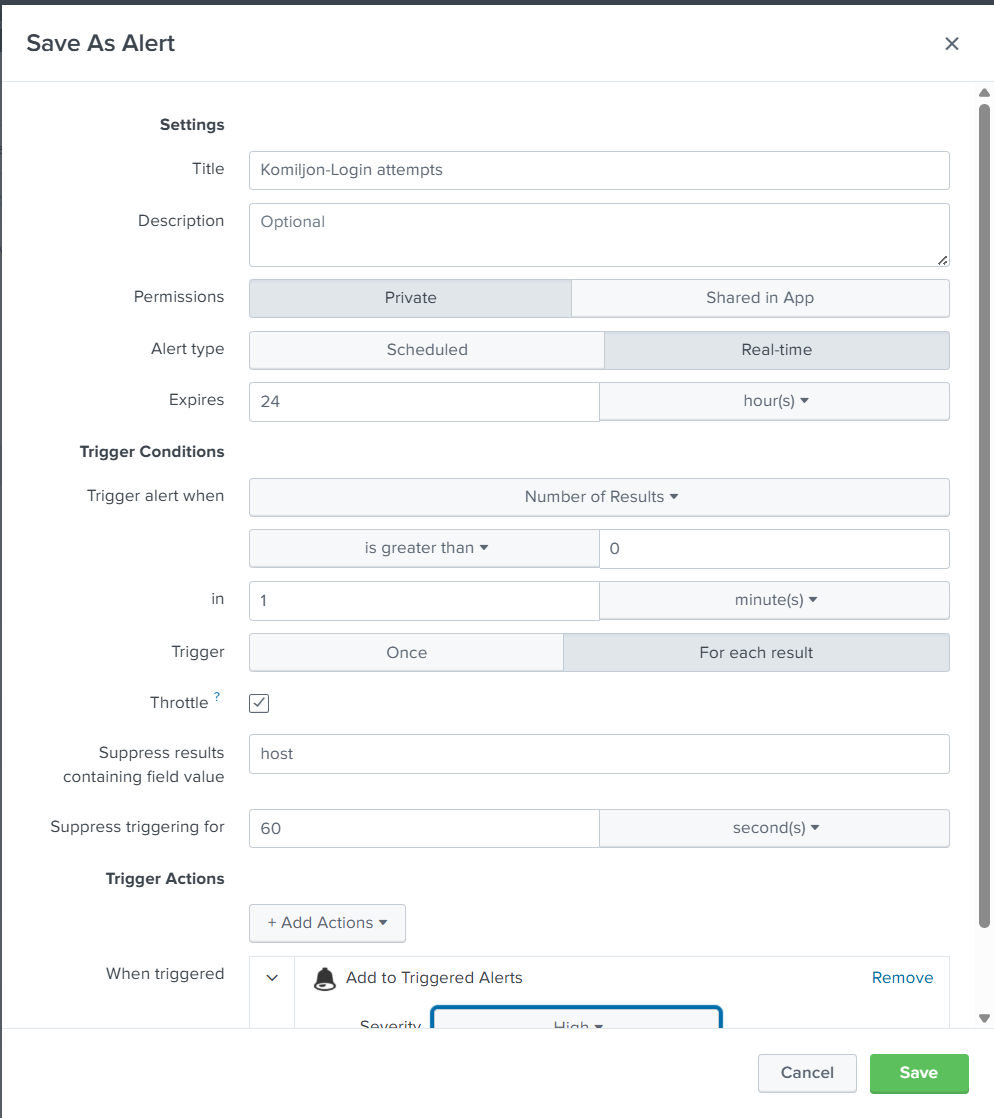 Save As Alert
Settings
Title Komiljon-Login attempts
Description Optional
Permissions Private Shared in App
Alert type Scheduled Real-time
Expires 24 hour(s)
Trigger Conditions
Trigger alert when Number of Results
is greater than 0
in 1 minute(s)
Trigger Once For each result
Throttle ?
Suppress results
containing field value host
Suppress triggering for 60 second(s)
Trigger Actions
+ Add Actions
When triggered Add to Triggered Alerts Remove
Severity High
Cancel Save